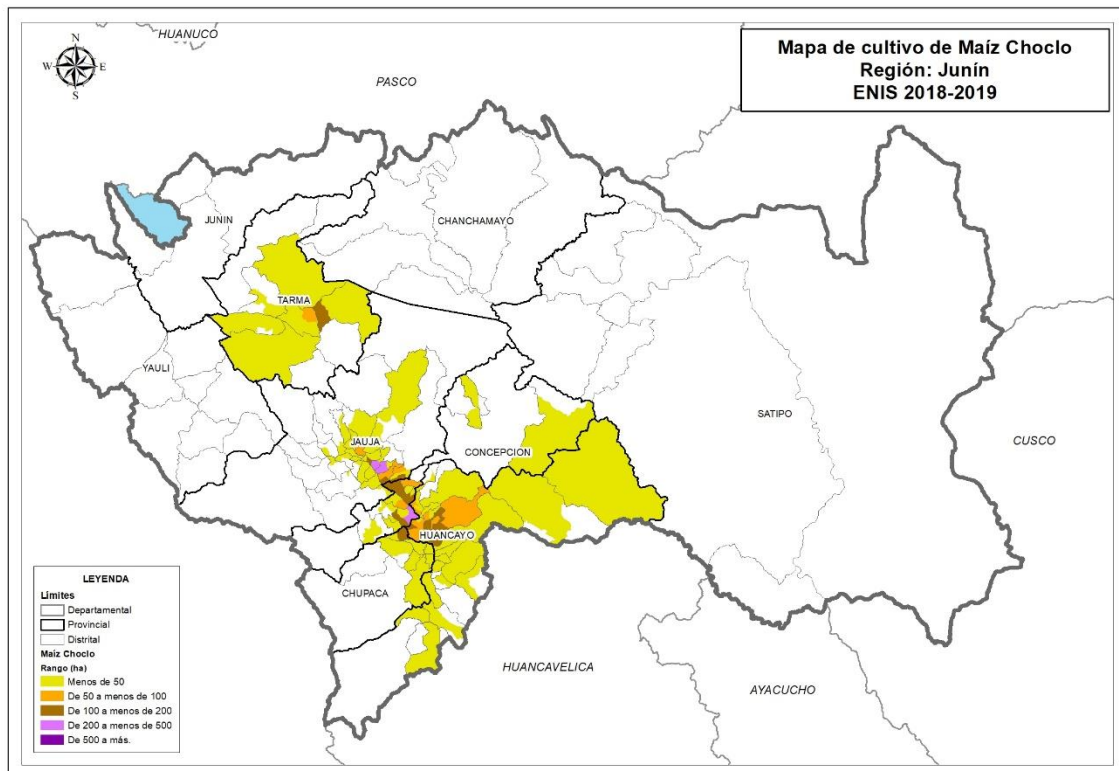 HUANUCO
Mapa de cultivo de Maíz Choclo
Región: Junín
ENIS 2018-2019
N
W
E
S
PASCO
JUNIN
CHANCHAMAYO
TARMA
YAULI
SATIPO
JAUJA
CONCEPCION
CUSCO
HUANCAYO
CHUPACA
HUANCAVELICA
AYACUCHO
LEYENDA
Límites
Departamental
Provincial
Distrital
Maíz Choclo
Rango (ha)
Menos de 50
De 50 a menos de 100
De 100 a menos de 200
De 200 a menos de 500
De 500 a más.